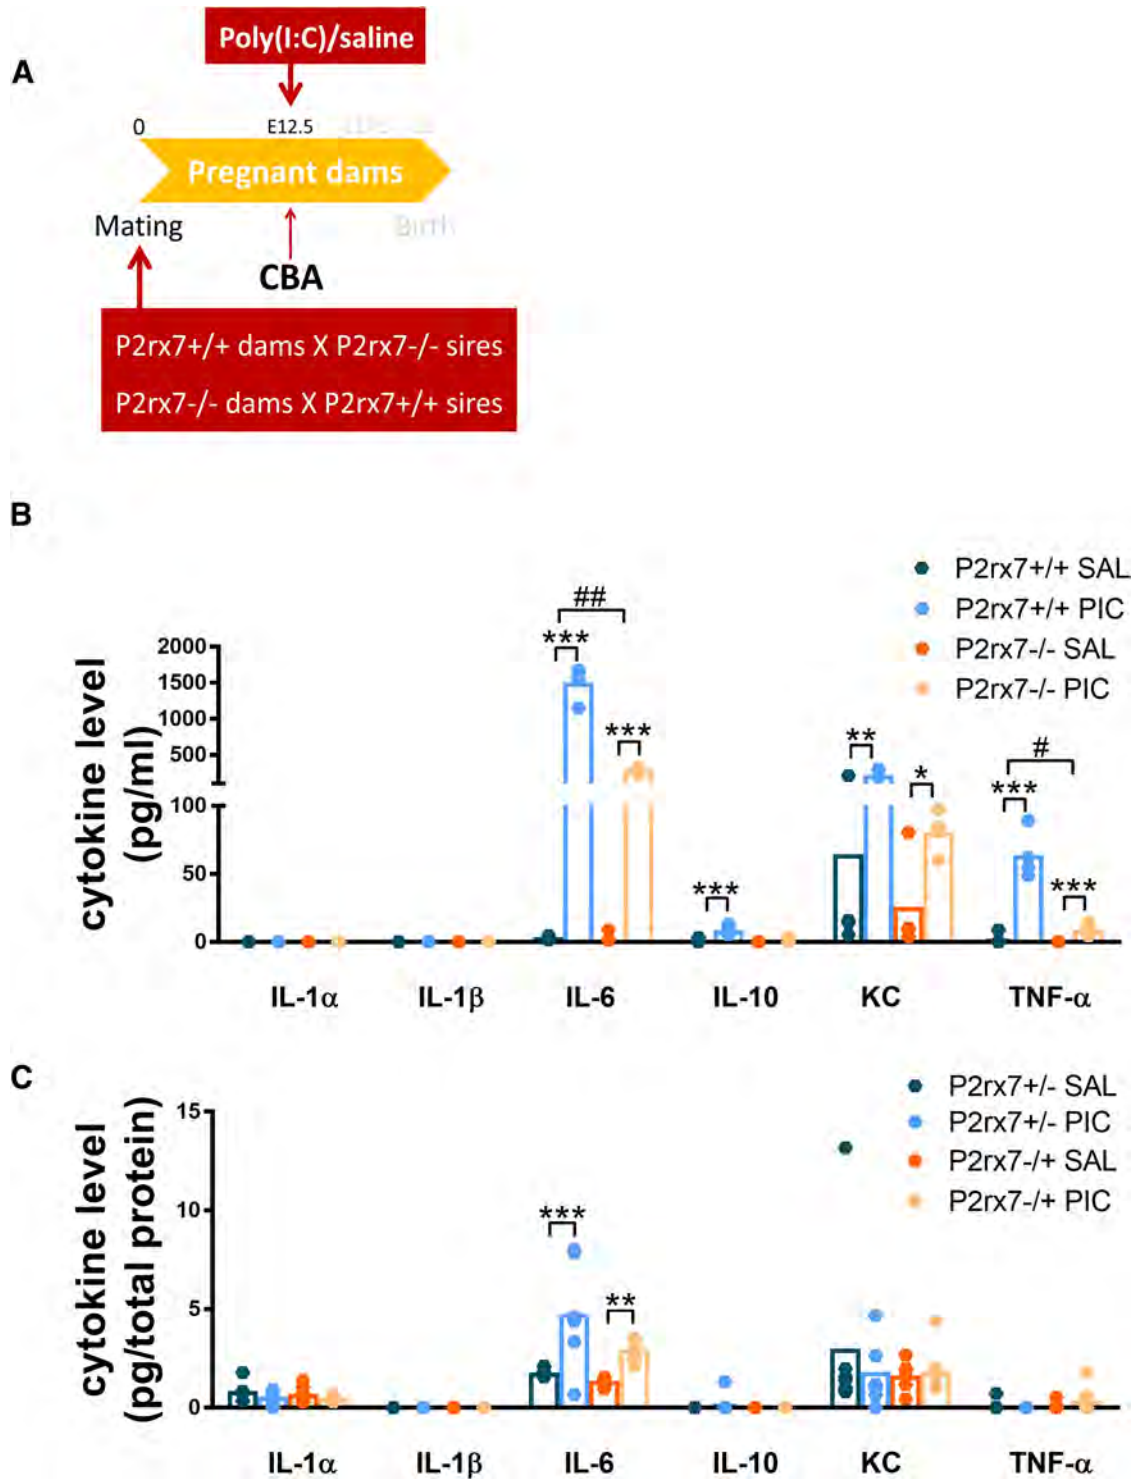 A
Poly(I:C)/saline
0
E12.5
Pregnant dams
Mating
Birth
CBA
P2rx7+/+ dams X P2rx7-/- sires
P2rx7-/- dams X P2rx7+/+ sires
B
P2rx7+/+ SAL
P2rx7+/+ PIC
P2rx7-/- SAL
P2rx7-/- PIC
cytokine level
(pg/ml)
2000
1500
1000
500
100
50
0
##
***
***
***
**
*
#
***
***
IL-1α IL-1β IL-6 IL-10 KC TNF-α
C
P2rx7+/- SAL
P2rx7+/- PIC
P2rx7-/+ SAL
P2rx7-/+ PIC
cytokine level
(pg/total protein)
15
10
5
0
***
**
IL-1α IL-1β IL-6 IL-10 KC TNF-α